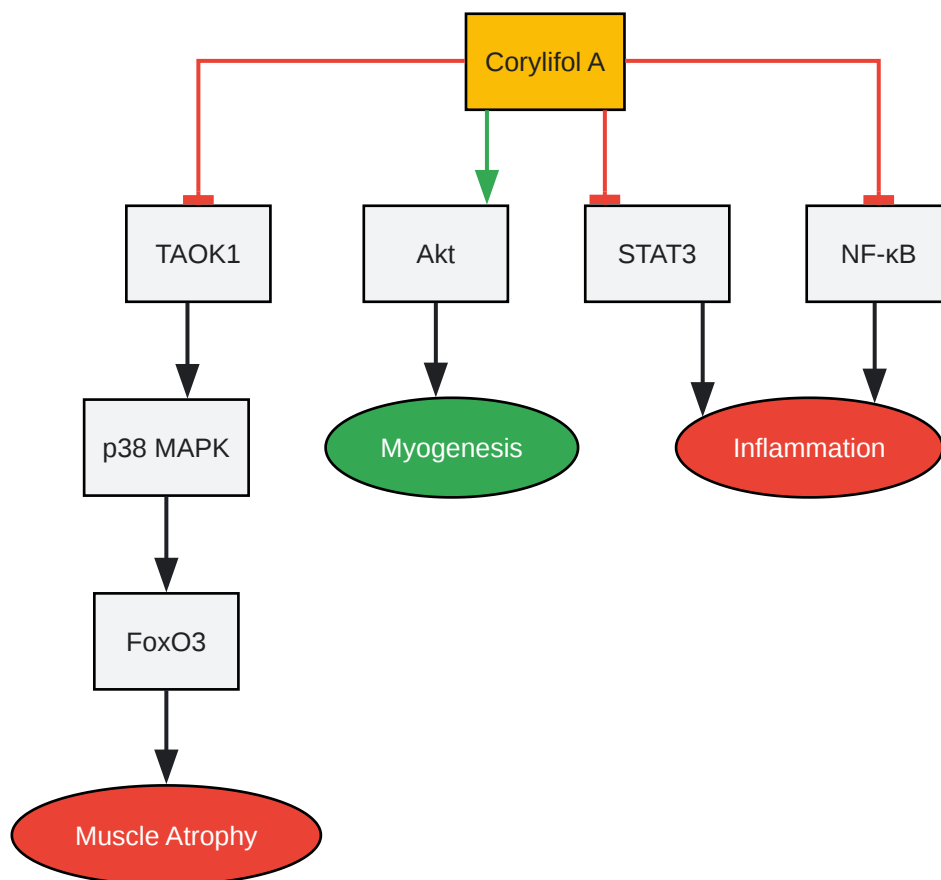 Corylifol A
TAOK1
Akt
STAT3
NF-κB
p38 MAPK
Myogenesis
Inflammation
FoxO3
Muscle Atrophy